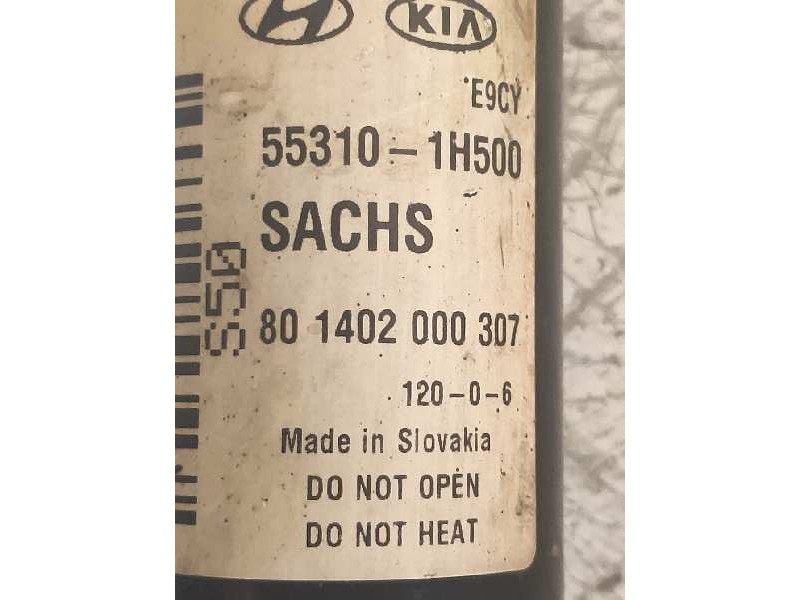 KIA
E9CY
55310-1H500
SACHS
S50
80 1402 000 307
120-0-6
Made in Slovakia
DO NOT OPEN
DO NOT HEAT